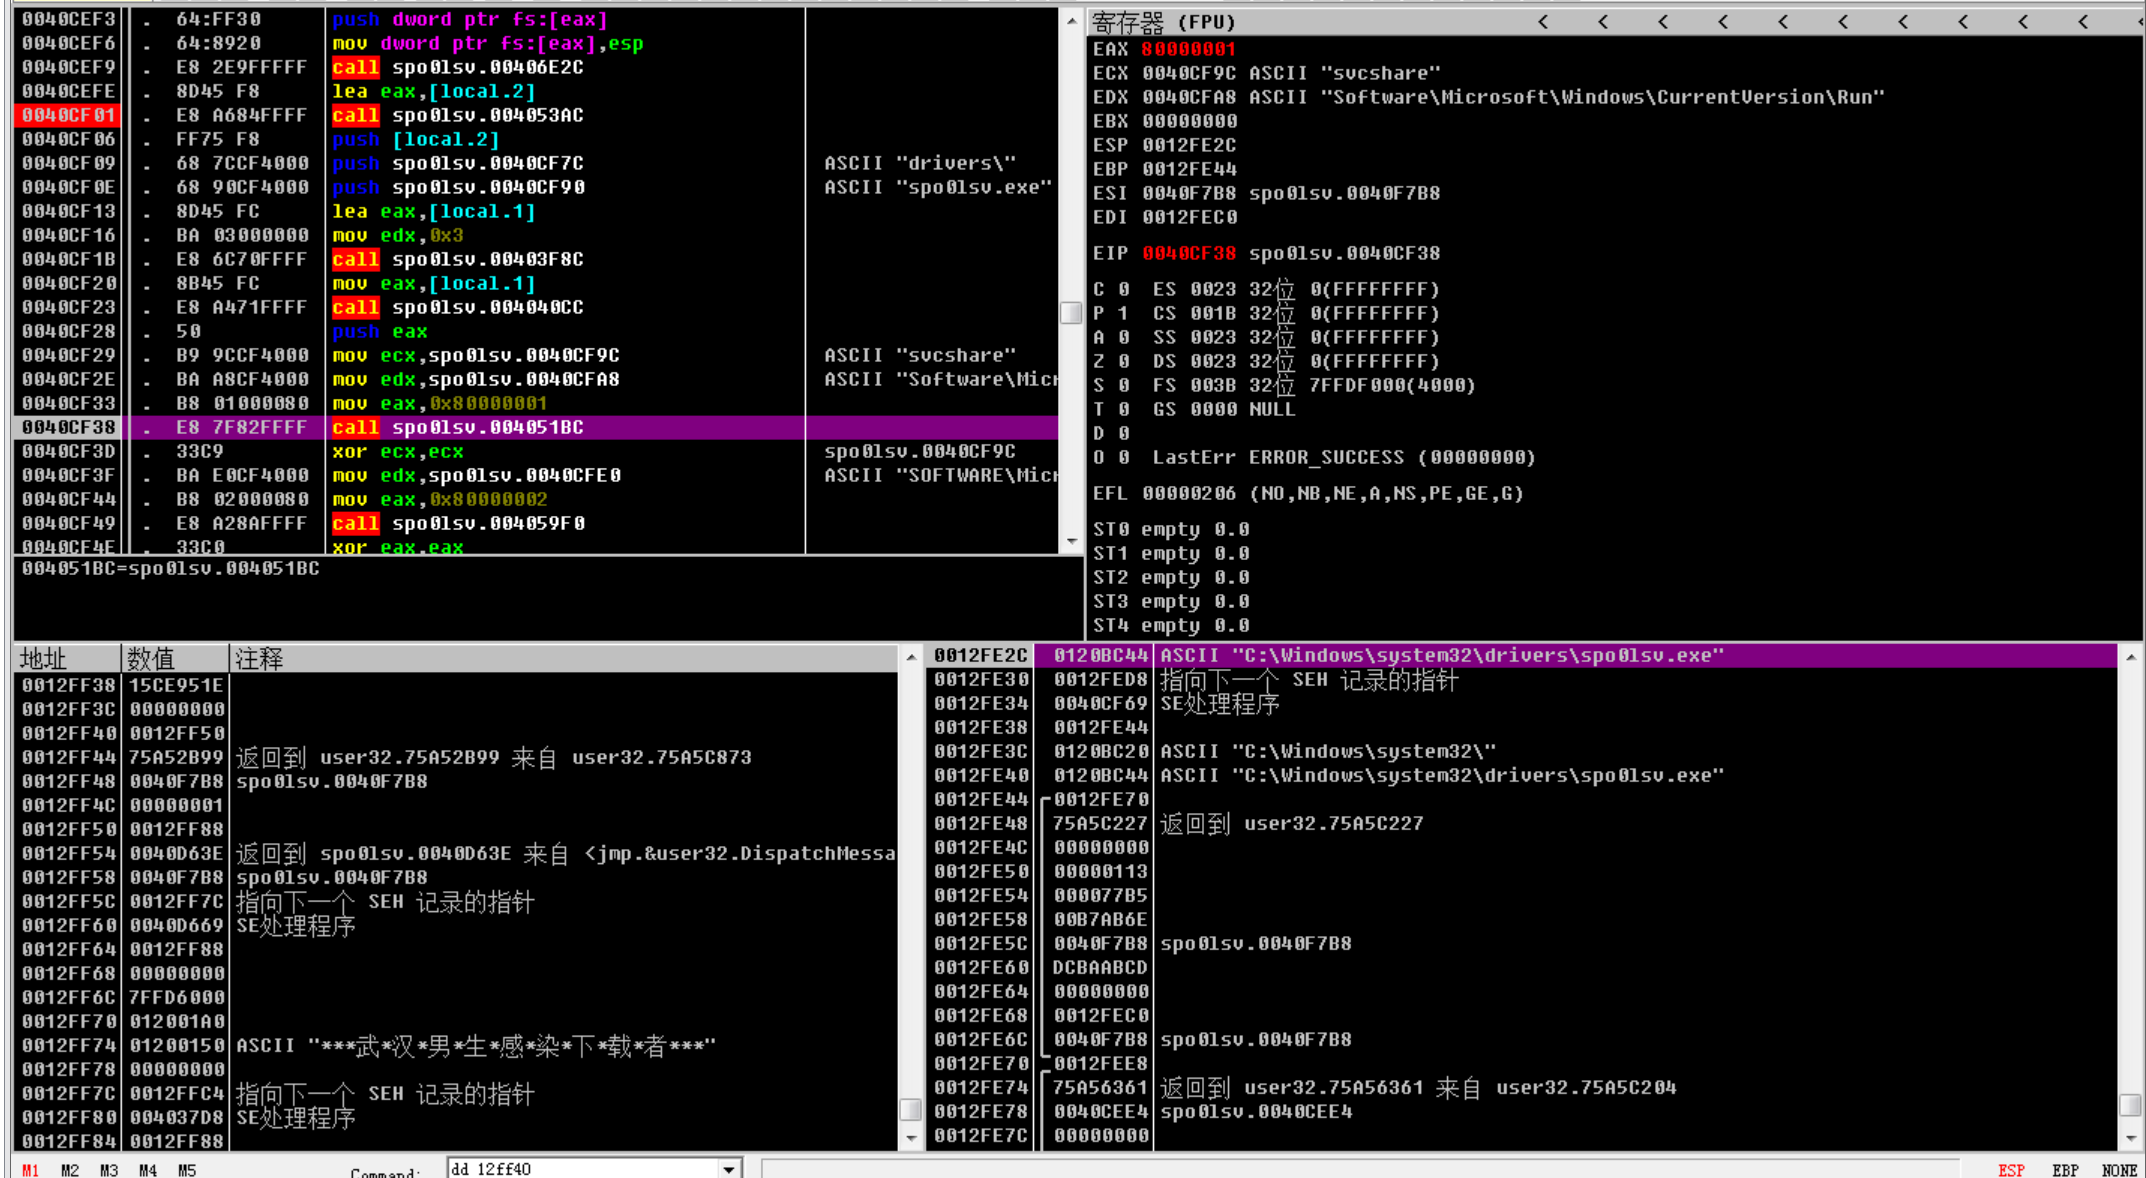 0040CEF3 . 64:FF30 push dword ptr fs:[eax]
0040CEF6 . 64:8920 mov dword ptr fs:[eax],esp
0040CEF9 . E8 2E9FFFFF call spo0lsv.00406E2C
0040CEFE . 8D45 F8 lea eax,[local.2]
0040CF01 . E8 A684FFFF call spo0lsv.004053AC
0040CF06 . FF75 F8 push [local.2]
0040CF09 . 68 7CCF4000 push spo0lsv.0040CF7C ASCII "drivers\"
0040CF0E . 68 90CF4000 push spo0lsv.0040CF90 ASCII "spo0lsv.exe"
0040CF13 . 8D45 FC lea eax,[local.1]
0040CF16 . BA 03000000 mov edx,0x3
0040CF1B . E8 6C70FFFF call spo0lsv.00403F8C
0040CF20 . 8B45 FC mov eax,[local.1]
0040CF23 . E8 A471FFFF call spo0lsv.004040CC
0040CF28 . 50 push eax
0040CF29 . B9 9CCF4000 mov ecx,spo0lsv.0040CF9C ASCII "svcshare"
0040CF2E . BA A8CF4000 mov edx,spo0lsv.0040CFA8 ASCII "Software\Micr
0040CF33 . B8 01000080 mov eax,0x80000001
0040CF38 . E8 7F82FFFF call spo0lsv.004051BC
0040CF3D . 33C9 xor ecx,ecx spo0lsv.0040CF9C
0040CF3F . BA E0CF4000 mov edx,spo0lsv.0040CFE0 ASCII "SOFTWARE\Micr
0040CF44 . B8 02000080 mov eax,0x80000002
0040CF49 . E8 A28AFFFF call spo0lsv.004059F0
0040CF4E . 33C0 xor eax,eax
004051BC=spo0lsv.004051BC
寄存器 (FPU) < < < < < < < < < < <
EAX 80000001
ECX 0040CF9C ASCII "svcshare"
EDX 0040CFA8 ASCII "Software\Microsoft\Windows\CurrentVersion\Run"
EBX 00000000
ESP 0012FE2C
EBP 0012FE44
ESI 0040F7B8 spo0lsv.0040F7B8
EDI 0012FEC0
EIP 0040CF38 spo0lsv.0040CF38
C 0 ES 0023 32位 0(FFFFFFFF)
P 1 CS 001B 32位 0(FFFFFFFF)
A 0 SS 0023 32位 0(FFFFFFFF)
Z 0 DS 0023 32位 0(FFFFFFFF)
S 0 FS 003B 32位 7FFDF000(4000)
T 0 GS 0000 NULL
D 0
O 0 LastErr ERROR_SUCCESS (00000000)
EFL 00000206 (NO,NB,NE,A,NS,PE,GE,G)
ST0 empty 0.0
ST1 empty 0.0
ST2 empty 0.0
ST3 empty 0.0
ST4 empty 0.0
地址 数值 注释
0012FF38 15CE951E
0012FF3C 00000000
0012FF40 0012FF50
0012FF44 75A52B99 返回到 user32.75A52B99 来自 user32.75A5C873
0012FF48 0040F7B8 spo0lsv.0040F7B8
0012FF4C 00000001
0012FF50 0012FF88
0012FF54 0040D63E 返回到 spo0lsv.0040D63E 来自 <jmp.&user32.DispatchMessa
0012FF58 0040F7B8 spo0lsv.0040F7B8
0012FF5C 0012FF7C 指向下一个 SEH 记录的指针
0012FF60 0040D669 SE处理程序
0012FF64 0012FF88
0012FF68 00000000
0012FF6C 7FFD6000
0012FF70 012001A0
0012FF74 01200150 ASCII "***武*汉*男*生*感*染*下*载*者***"
0012FF78 00000000
0012FF7C 0012FFC4 指向下一个 SEH 记录的指针
0012FF80 004037D8 SE处理程序
0012FF84 0012FF88
0012FE2C 0120BC44 ASCII "C:\Windows\system32\drivers\spo0lsv.exe"
0012FE30 0012FED8 指向下一个 SEH 记录的指针
0012FE34 0040CF69 SE处理程序
0012FE38 0012FE44
0012FE3C 0120BC20 ASCII "C:\Windows\system32\"
0012FE40 0120BC44 ASCII "C:\Windows\system32\drivers\spo0lsv.exe"
0012FE44 0012FE70
0012FE48 75A5C227 返回到 user32.75A5C227
0012FE4C 00000000
0012FE50 00000113
0012FE54 000077B5
0012FE58 00B7AB6E
0012FE5C 0040F7B8 spo0lsv.0040F7B8
0012FE60 DCBAABCD
0012FE64 00000000
0012FE68 0012FEC0
0012FE6C 0040F7B8 spo0lsv.0040F7B8
0012FE70 0012FEE8
0012FE74 75A56361 返回到 user32.75A56361 来自 user32.75A5C204
0012FE78 0040CEE4 spo0lsv.0040CEE4
0012FE7C 00000000
M1 M2 M3 M4 M5 Command: dd 12ff40 ESP EBP NONE